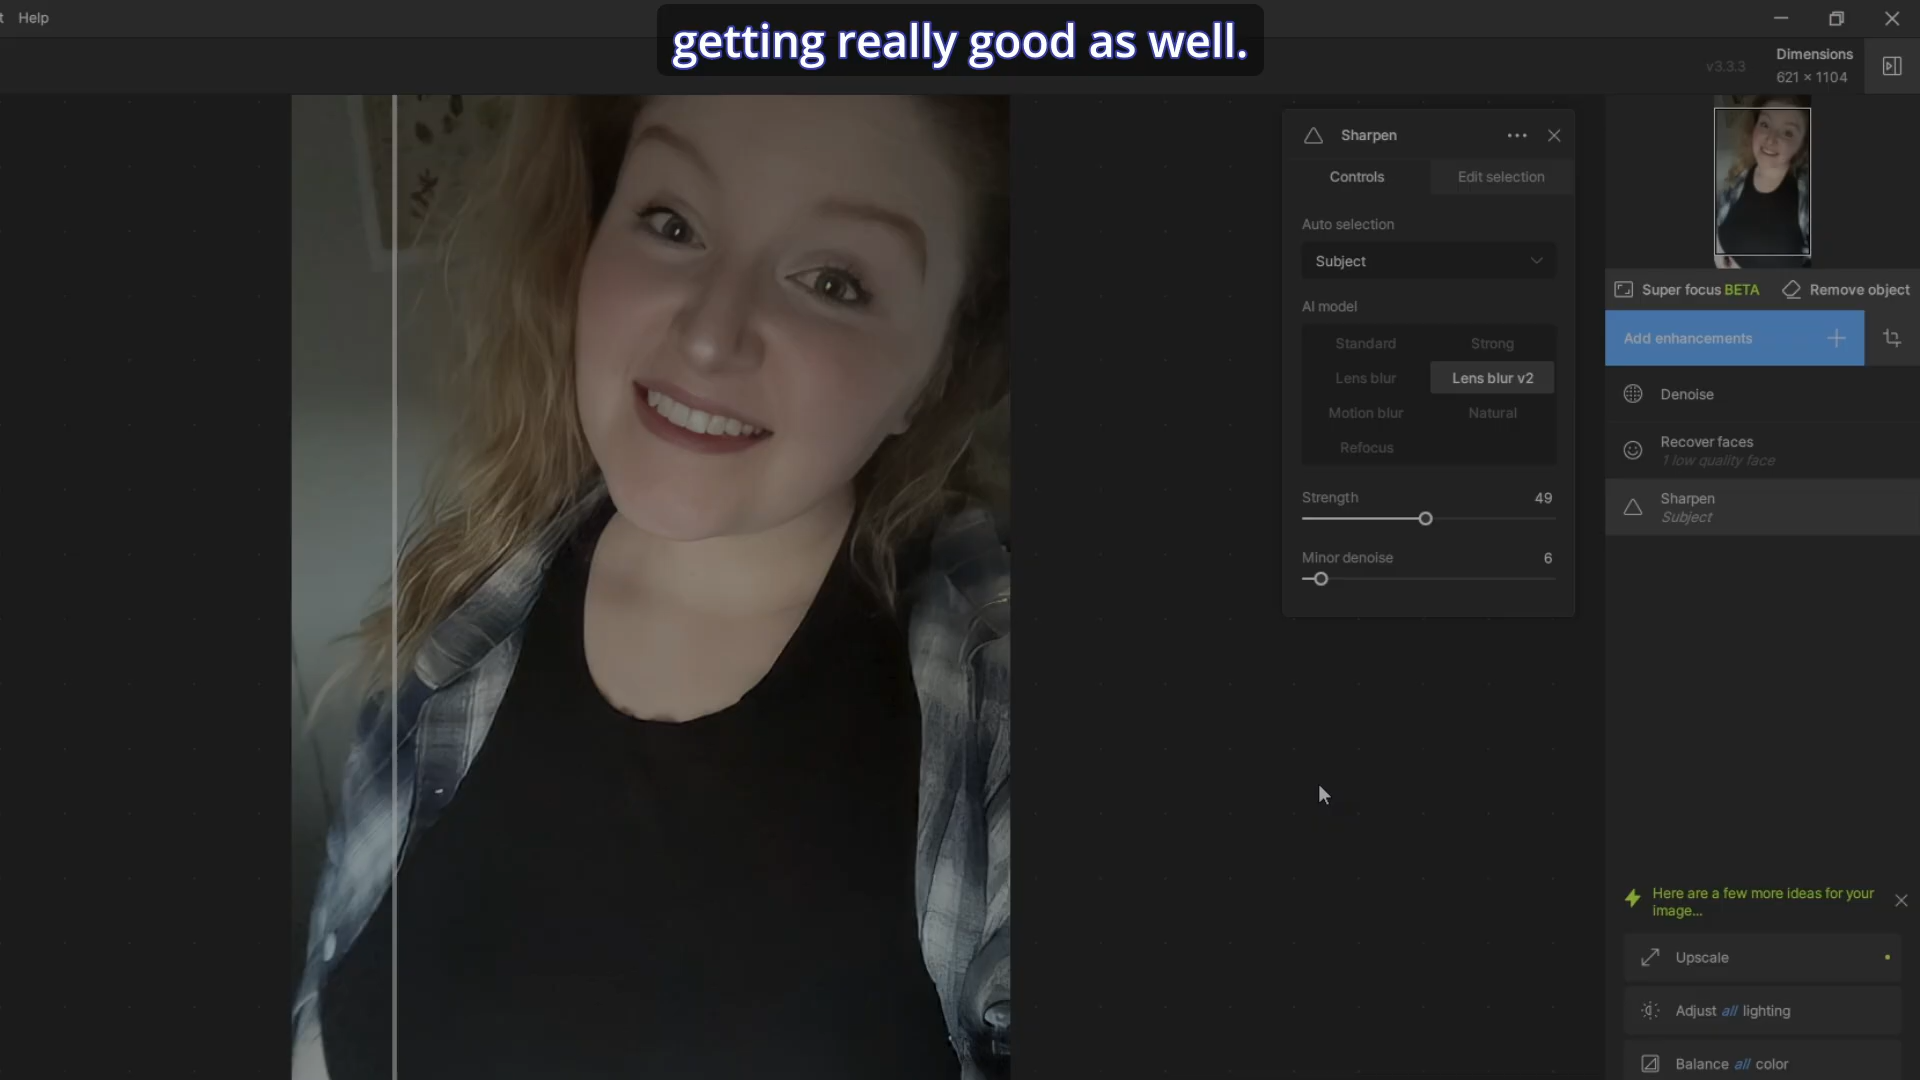 Help
getting really good as well.
v3.3.3
Dimensions
621 × 1104
Sharpen
Controls
Edit selection
Auto selection
Subject
AI model
Standard
Strong
Lens blur
Lens blur v2
Motion blur
Natural
Refocus
Strength 49
Minor denoise 6
Super focus BETA
Remove object
Add enhancements
Denoise
Recover faces
1 low quality face
Sharpen
Subject
Here are a few more ideas for your
image...
Upscale
Adjust all lighting
Balance all color